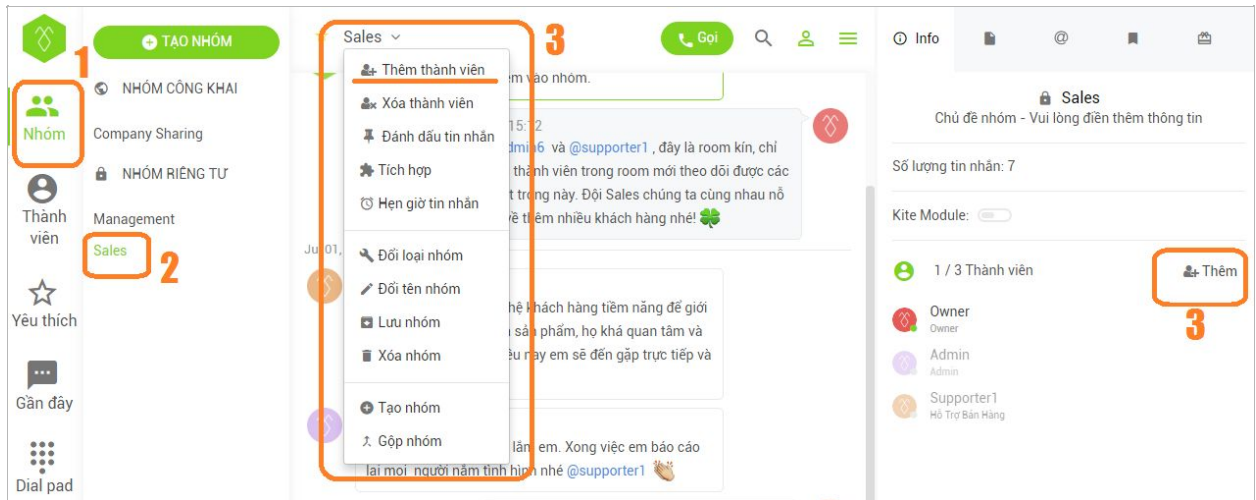 1
Nhóm
Thành
viên
Yêu thích
Gần đây
Dial pad
TẠO NHÓM
NHÓM CÔNG KHAI
Company Sharing
NHÓM RIÊNG TƯ
Management
Sales
2
Sales
3
Gọi
Thêm thành viên
Xóa thành viên
Đánh dấu tin nhắn
Tích hợp
Hẹn giờ tin nhắn
Đổi loại nhóm
Đổi tên nhóm
Lưu nhóm
Xóa nhóm
Tạo nhóm
Gộp nhóm
vào nhóm.
và @supporter1 , đây là room kín, chỉ
thành viên trong room mới theo dõi được các
trong này. Đội Sales chúng ta cùng nhau nỗ
thêm nhiều khách hàng nhé!
khách hàng tiềm năng để giới
sản phẩm, họ khá quan tâm và
nay em sẽ đến gặp trực tiếp và
lắm em. Xong việc em báo cáo
lại mọi người nắm tình hình nhé @supporter1
Info
@
Sales
Chủ đề nhóm - Vui lòng điền thêm thông tin
Số lượng tin nhắn: 7
Kite Module:
1 / 3 Thành viên
Thêm
3
Owner
Owner
Admin
Admin
Supporter1
Hỗ Trợ Bán Hàng